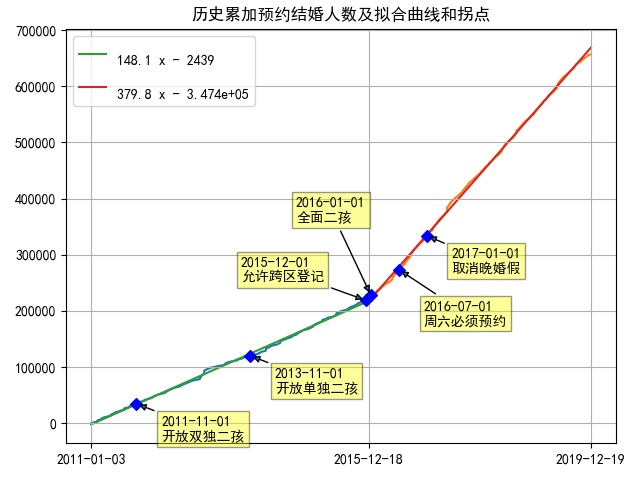 历史累加预约结婚人数及拟合曲线和拐点
700000
600000
500000
400000
300000
200000
100000
0
148.1 x - 2439
379.8 x - 3.474e+05
2016-01-01
全面二孩
2015-12-01
允许跨区登记
2017-01-01
取消晚婚假
2016-07-01
周六必须预约
2013-11-01
开放单独二孩
2011-11-01
开放双独二孩
2011-01-03
2015-12-18
2019-12-19